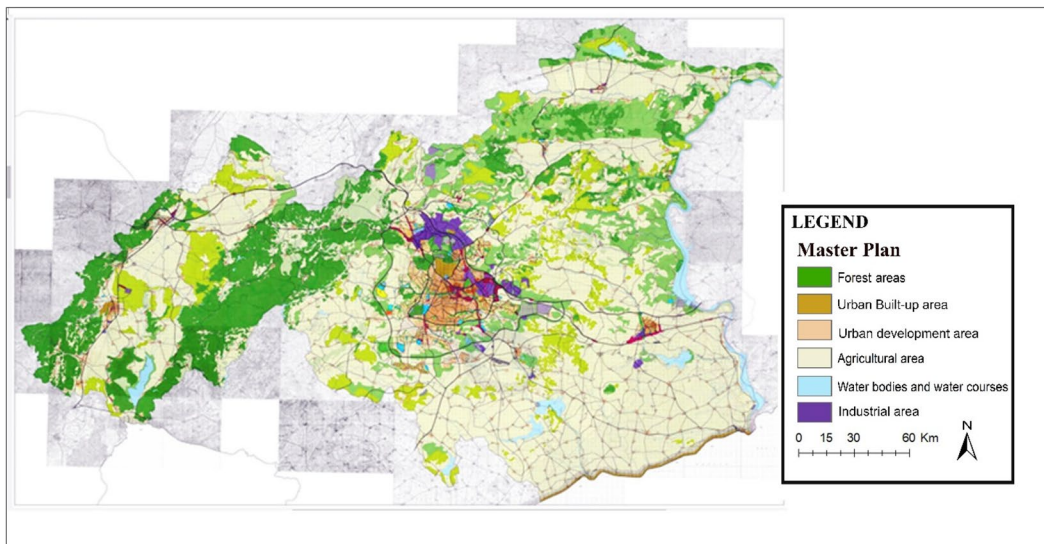 LEGEND
Master Plan
Forest areas
Urban Built-up area
Urban development area
Agricultural area
Water bodies and water courses
Industrial area
0 15 30 60 Km
N